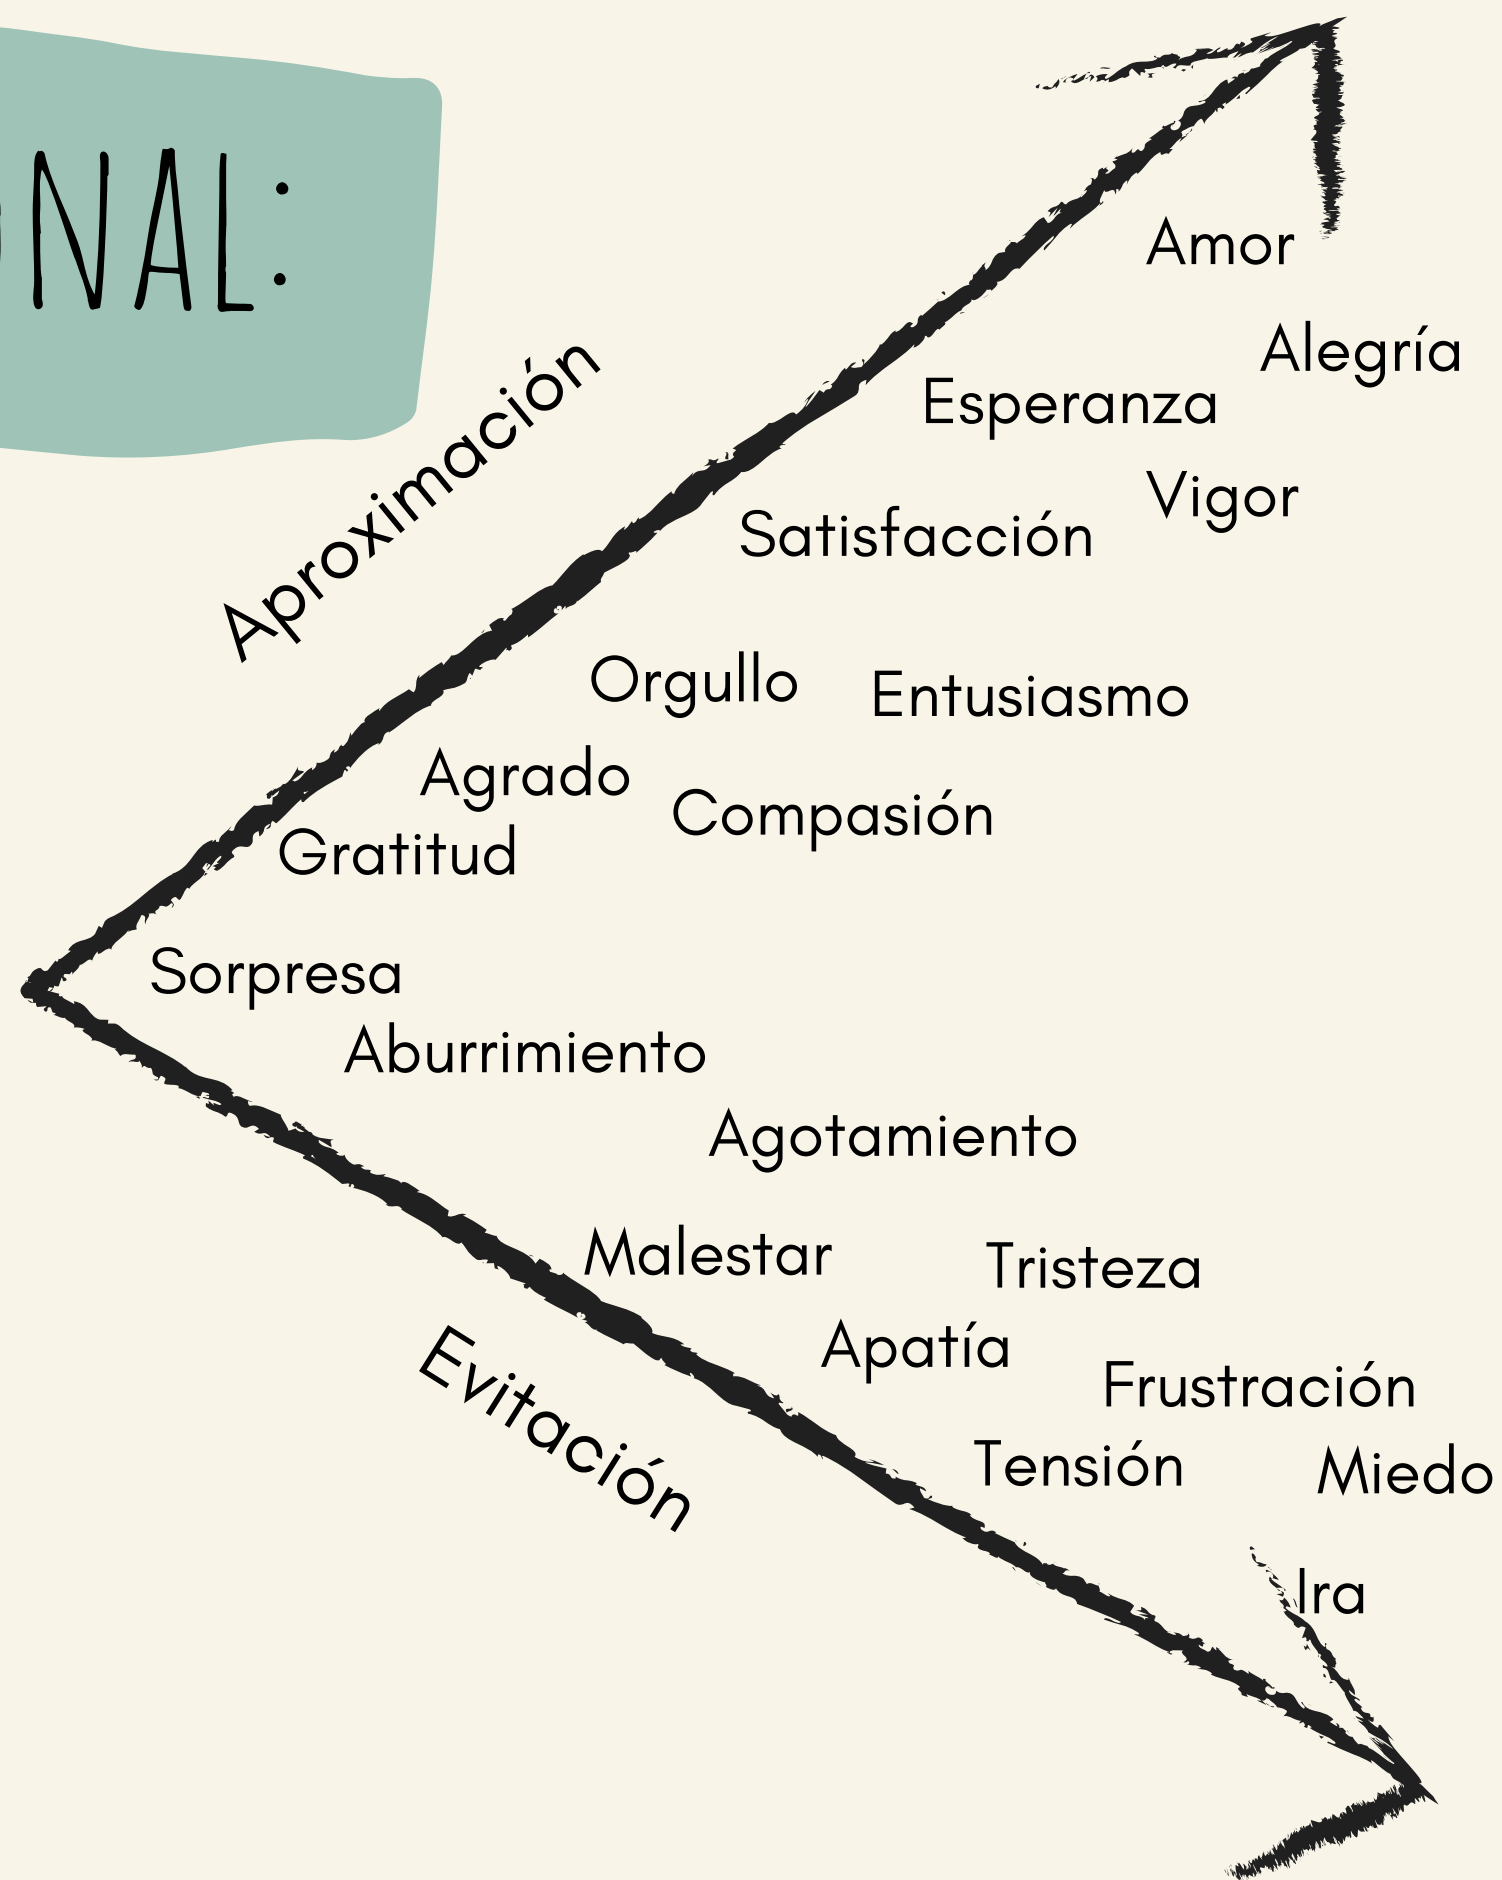 NAL:
Amor
Alegría
Aproximación
Esperanza
Vigor
Satisfacción
Orgullo
Entusiasmo
Agrado
Compasión
Gratitud
Sorpresa
Aburrimiento
Agotamiento
Malestar
Tristeza
Apatía
Evitación
Frustración
Tensión
Miedo
Ira